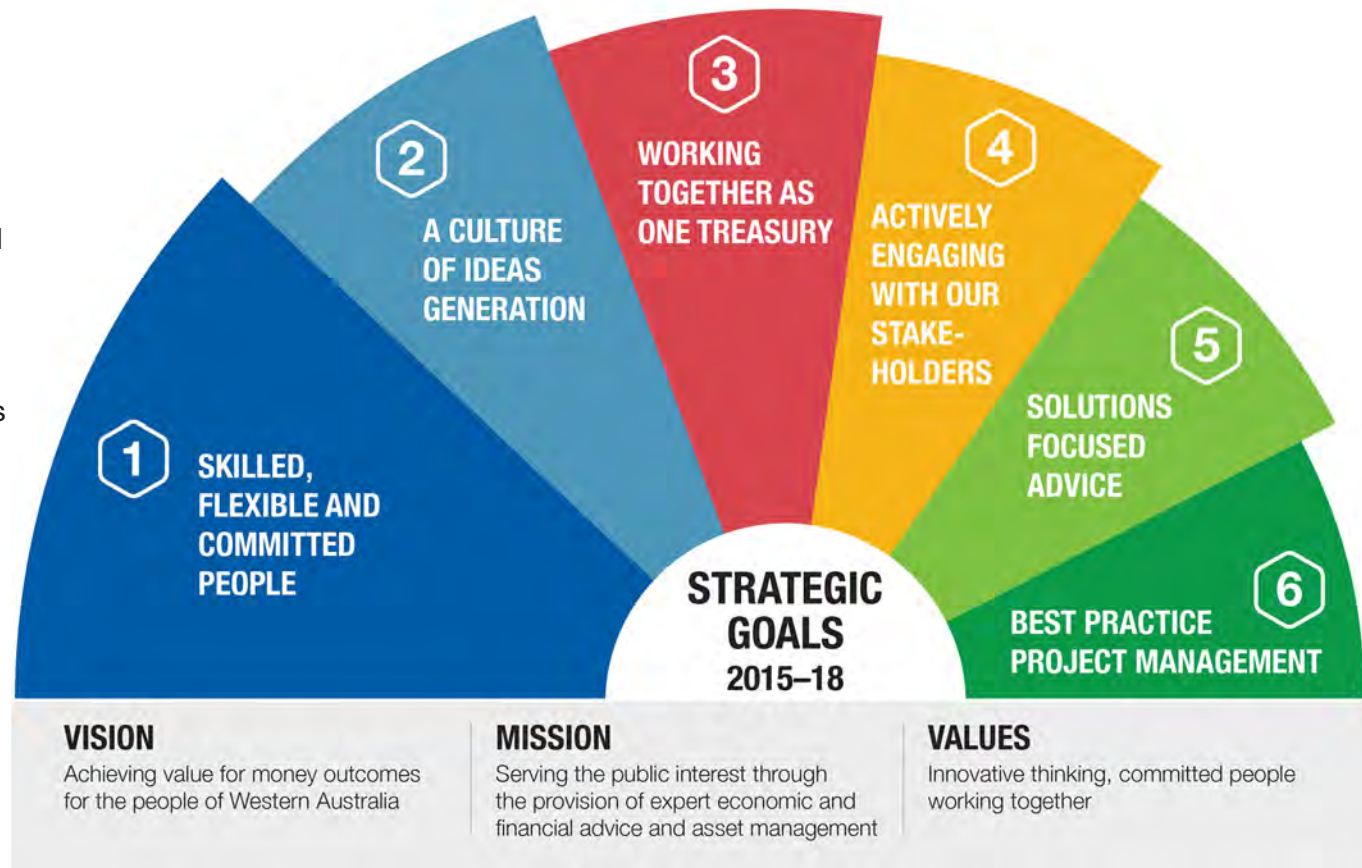 1
SKILLED,
FLEXIBLE AND
COMMITTED
PEOPLE
2
A CULTURE
OF IDEAS
GENERATION
3
WORKING
TOGETHER AS
ONE TREASURY
4
ACTIVELY
ENGAGING
WITH OUR
STAKE-
HOLDERS
5
SOLUTIONS
FOCUSED
ADVICE
6
BEST PRACTICE
PROJECT MANAGEMENT
STRATEGIC
GOALS
2015–18
VISION
Achieving value for money outcomes
for the people of Western Australia
MISSION
Serving the public interest through
the provision of expert economic and
financial advice and asset management
VALUES
Innovative thinking, committed people
working together